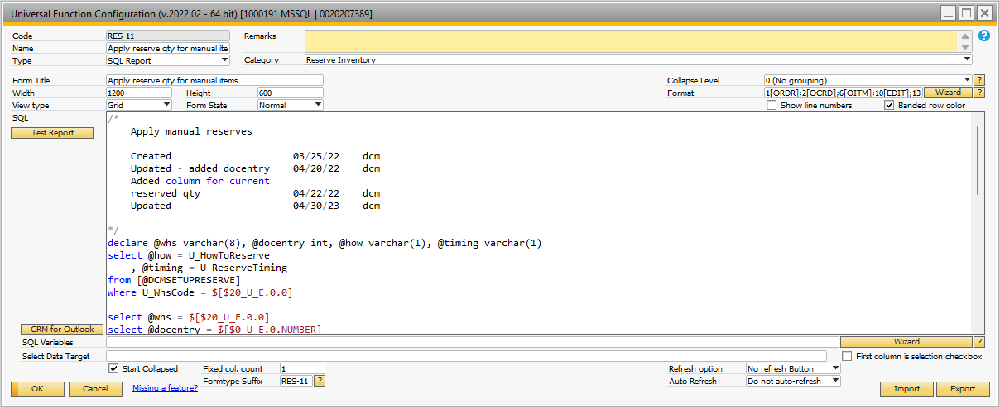 Universal Function Configuration (v.2022.02 - 64 bit) [1000191 MSSQL | 0020207389]
Code RES-11 Remarks
Name Apply reserve qty for manual ite
Type SQL Report Category Reserve Inventory
Form Title Apply reserve qty for manual items Collapse Level 0 (No grouping) ?
Width 1200 Height 600 Format 1[ORDR];2[OCRD];6[OITM];10[EDIT];13 Wizard ?
View type Grid Form State Normal Show line numbers Banded row color
SQL
Test Report
/*
Apply manual reserves
Created 03/25/22 dcm
Updated - added docentry 04/20/22 dcm
Added column for current
reserved qty 04/22/22 dcm
Updated 04/30/23 dcm
*/
declare @whs varchar(8), @docentry int, @how varchar(1), @timing varchar(1)
select @how = U_HowToReserve
, @timing = U_ReserveTiming
from [@DCMSETUPRESERVE]
where U_WhsCode = $[$20_U_E.0.0]
select @whs = $[$20_U_E.0.0]
select @docentry = $[$0_U_E.0.NUMBER]
CRM for Outlook
SQL Variables Wizard ?
Select Data Target First column is selection checkbox
Start Collapsed Fixed col. count 1 Refresh option No refresh Button
Formtype Suffix RES-11 ? Auto Refresh Do not auto-refresh
OK Cancel Missing a feature? Import Export